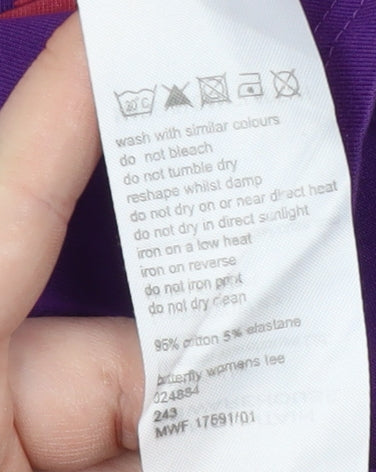 wash with similar colours
do not bleach
do not tumble dry
reshape whilst damp
do not dry on or near direct heat
do not dry in direct sunlight
iron on a low heat
iron on reverse
do not iron print
do not dry clean
95% cotton 5% elastane
butterfly womens tee
024884
243
MWF 17591/01